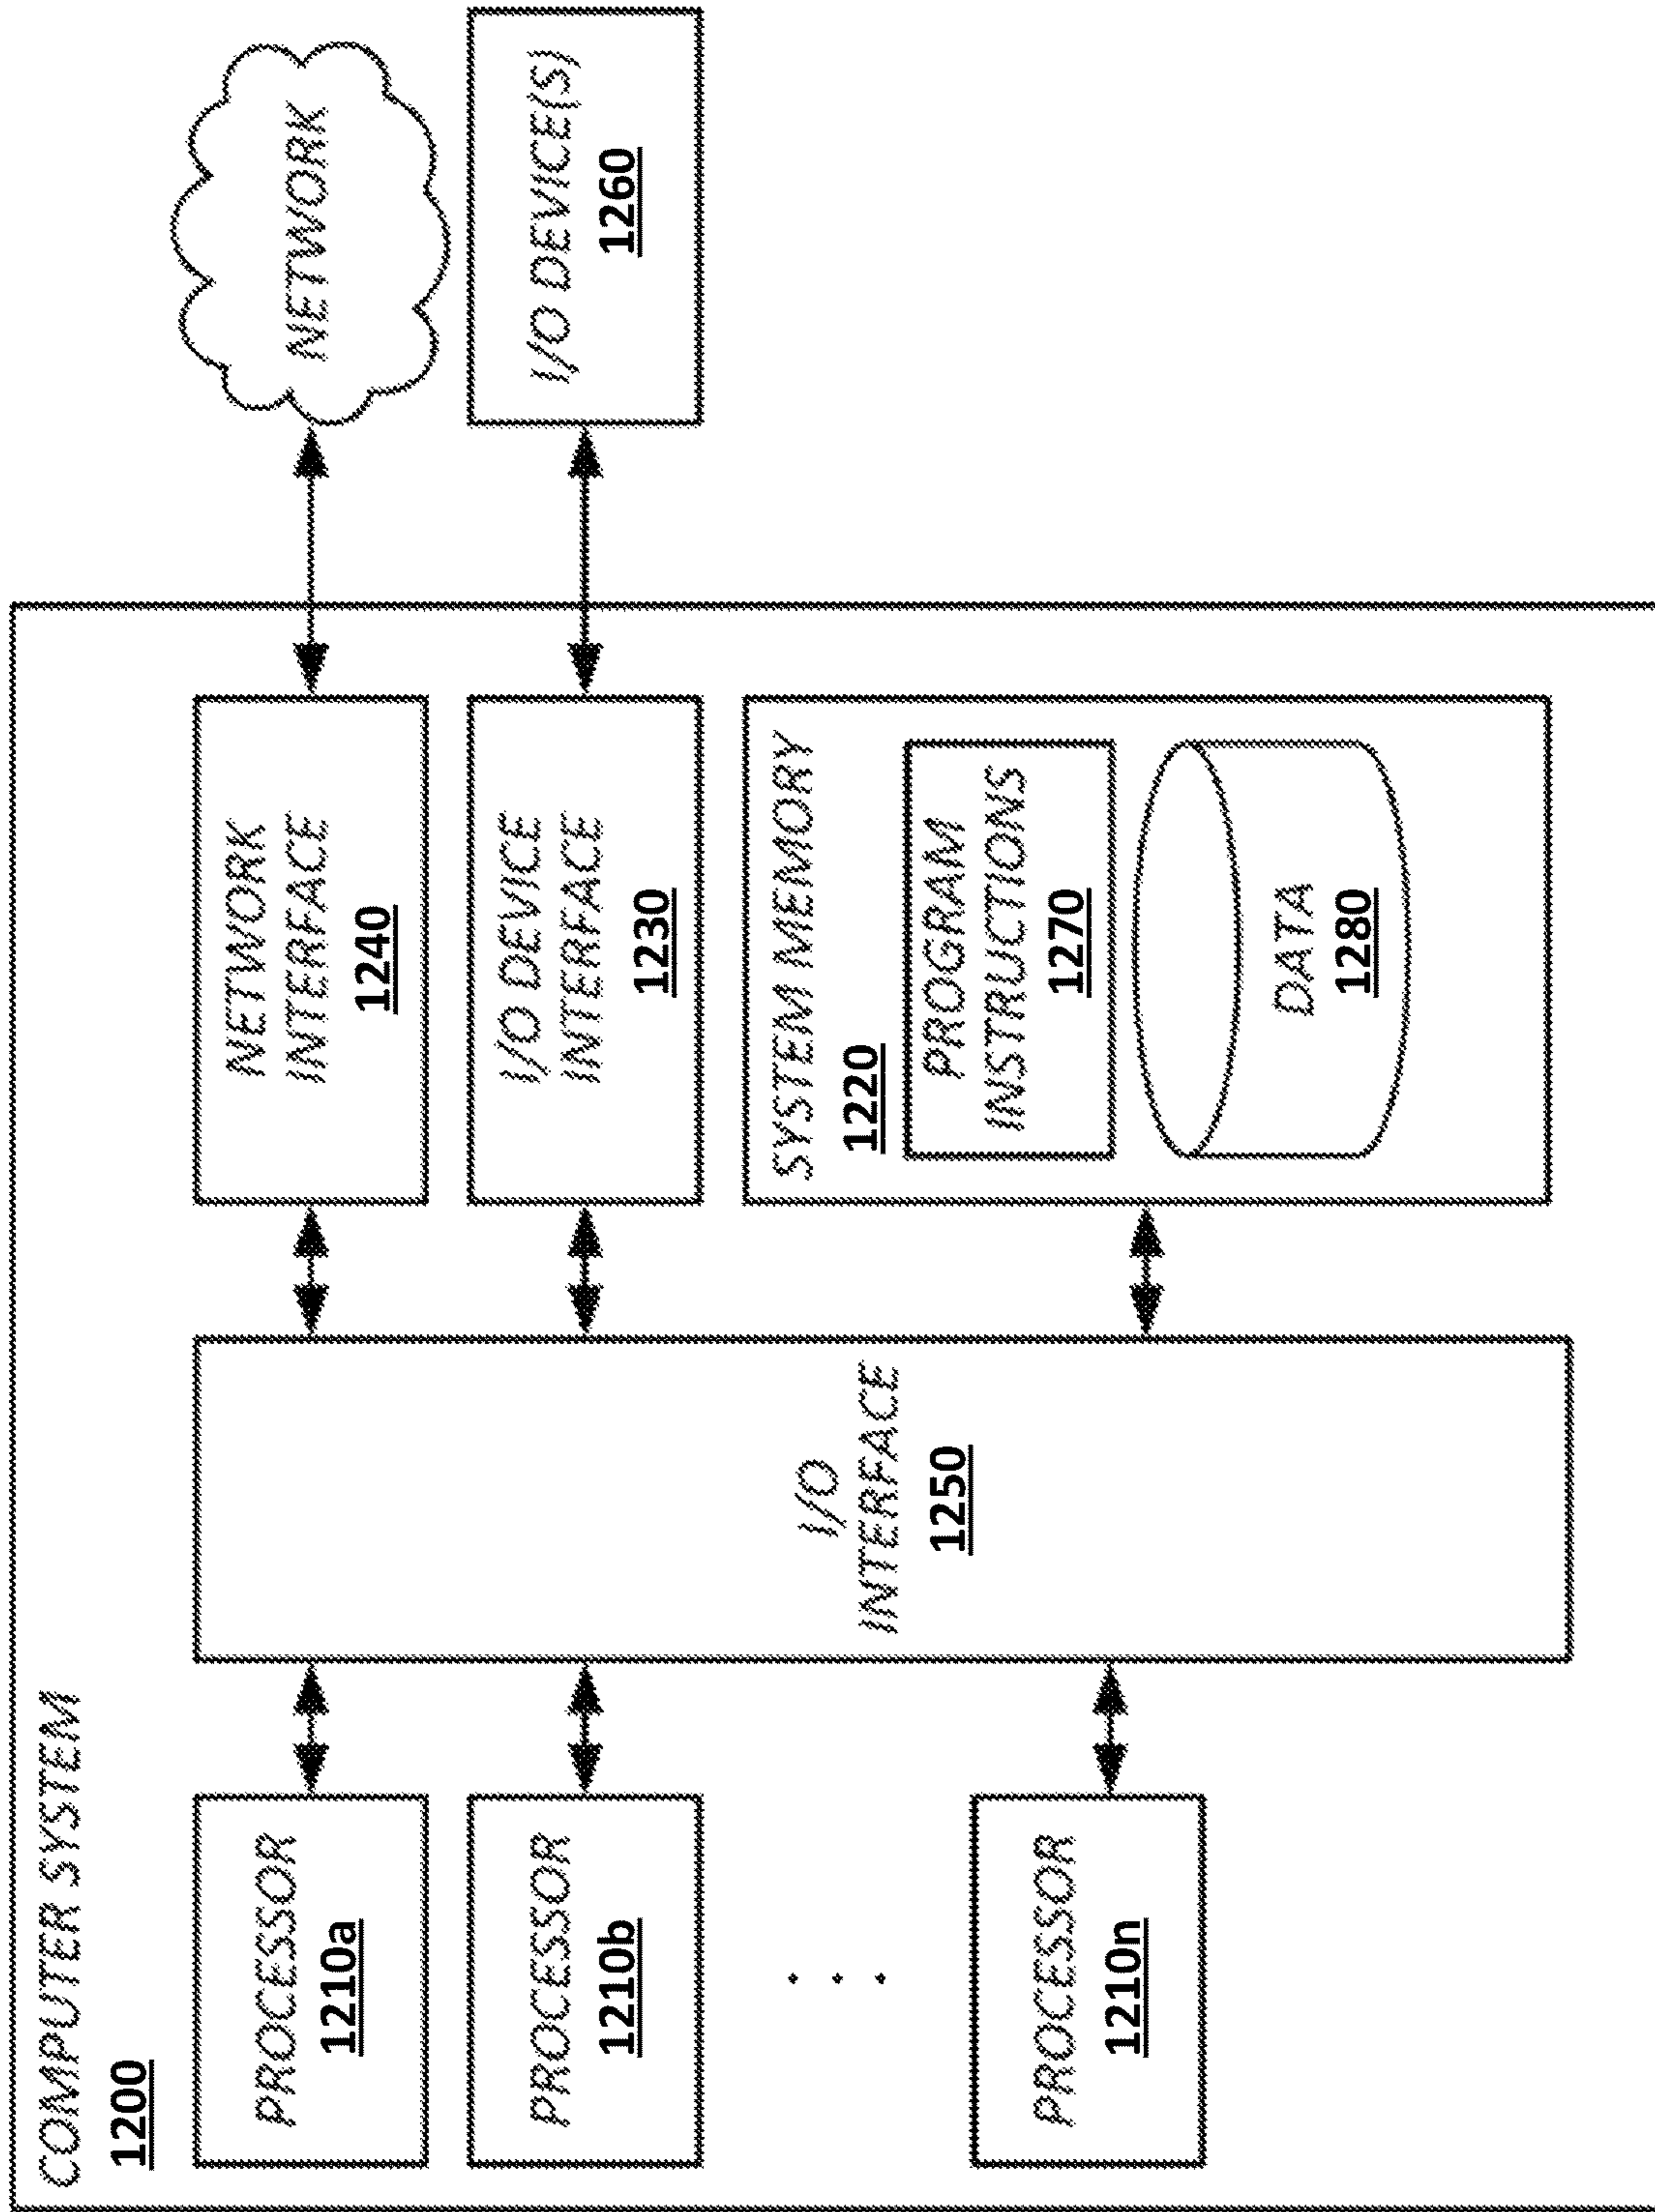 COMPUTER SYSTEM
1200
PROCESSOR
1210a
PROCESSOR
1210b
PROCESSOR
1210n
I/O
INTERFACE
1250
NETWORK
INTERFACE
1240
I/O DEVICE
INTERFACE
1230
SYSTEM MEMORY
1220
PROGRAM
INSTRUCTIONS
1270
DATA
1280
NETWORK
I/O DEVICE(S)
1260